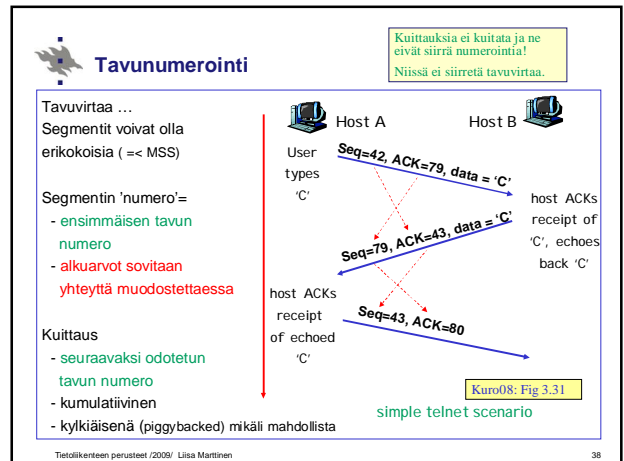 Tavunumerointi
Kuittauksia ei kuitata ja ne
eivät siirrä numerointia!
Niissä ei siirretä tavuvirtaa.
Tavuvirtaa ...
Segmentit voivat olla
erikokoisia ( =< MSS)
Segmentin 'numero'=
- ensimmäisen tavun
numero
- alkuarvot sovitaan
yhteyttä muodostettaessa
Kuittaus
- seuraavaksi odotetun
tavun numero
- kumulatiivinen
- kylkiäisenä (piggybacked) mikäli mahdollista
Host A
Host B
User
types
'C'
Seq=42, ACK=79, data = 'C'
host ACKs
receipt of
'C', echoes
back 'C'
Seq=79, ACK=43, data = 'C'
host ACKs
receipt
of echoed
'C'
Seq=43, ACK=80
Kuro08: Fig 3.31
simple telnet scenario
Tietoliikenteen perusteet /2009/ Liisa Marttinen
38